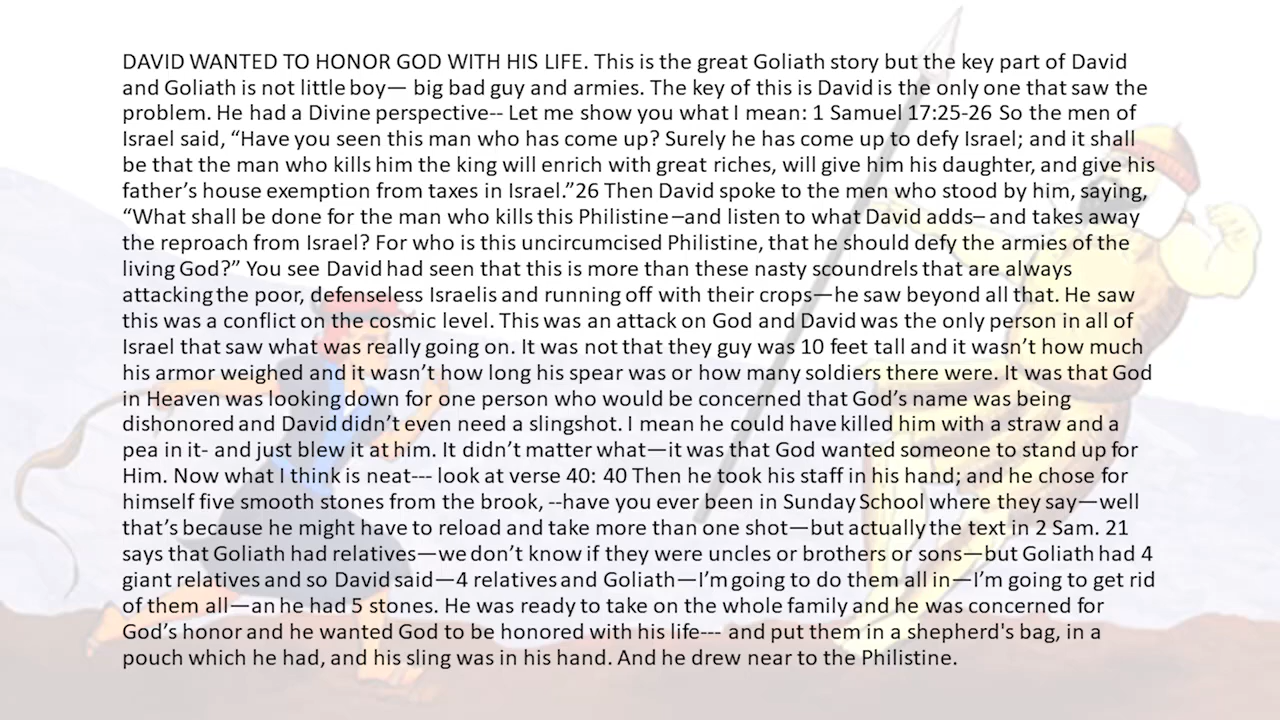 DAVID WANTED TO HONOR GOD WITH HIS LIFE. This is the great Goliath story but the key part of David
and Goliath is not little boy— big bad guy and armies. The key of this is David is the only one that saw the
problem. He had a Divine perspective-- Let me show you what I mean: 1 Samuel 17:25-26 So the men of
Israel said, “Have you seen this man who has come up? Surely he has come up to defy Israel; and it shall
be that the man who kills him the king will enrich with great riches, will give him his daughter, and give his
father’s house exemption from taxes in Israel.”26 Then David spoke to the men who stood by him, saying,
“What shall be done for the man who kills this Philistine –and listen to what David adds– and takes away
the reproach from Israel? For who is this uncircumcised Philistine, that he should defy the armies of the
living God?” You see David had seen that this is more than these nasty scoundrels that are always
attacking the poor, defenseless Israelis and running off with their crops—he saw beyond all that. He saw
this was a conflict on the cosmic level. This was an attack on God and David was the only person in all of
Israel that saw what was really going on. It was not that they guy was 10 feet tall and it wasn’t how much
his armor weighed and it wasn’t how long his spear was or how many soldiers there were. It was that God
in Heaven was looking down for one person who would be concerned that God’s name was being
dishonored and David didn’t even need a slingshot. I mean he could have killed him with a straw and a
pea in it- and just blew it at him. It didn’t matter what—it was that God wanted someone to stand up for
Him. Now what I think is neat--- look at verse 40: 40 Then he took his staff in his hand; and he chose for
himself five smooth stones from the brook, --have you ever been in Sunday School where they say—well
that’s because he might have to reload and take more than one shot—but actually the text in 2 Sam. 21
says that Goliath had relatives—we don’t know if they were uncles or brothers or sons—but Goliath had 4
giant relatives and so David said—4 relatives and Goliath—I’m going to do them all in—I’m going to get rid
of them all—an he had 5 stones. He was ready to take on the whole family and he was concerned for
God’s honor and he wanted God to be honored with his life--- and put them in a shepherd's bag, in a
pouch which he had, and his sling was in his hand. And he drew near to the Philistine.